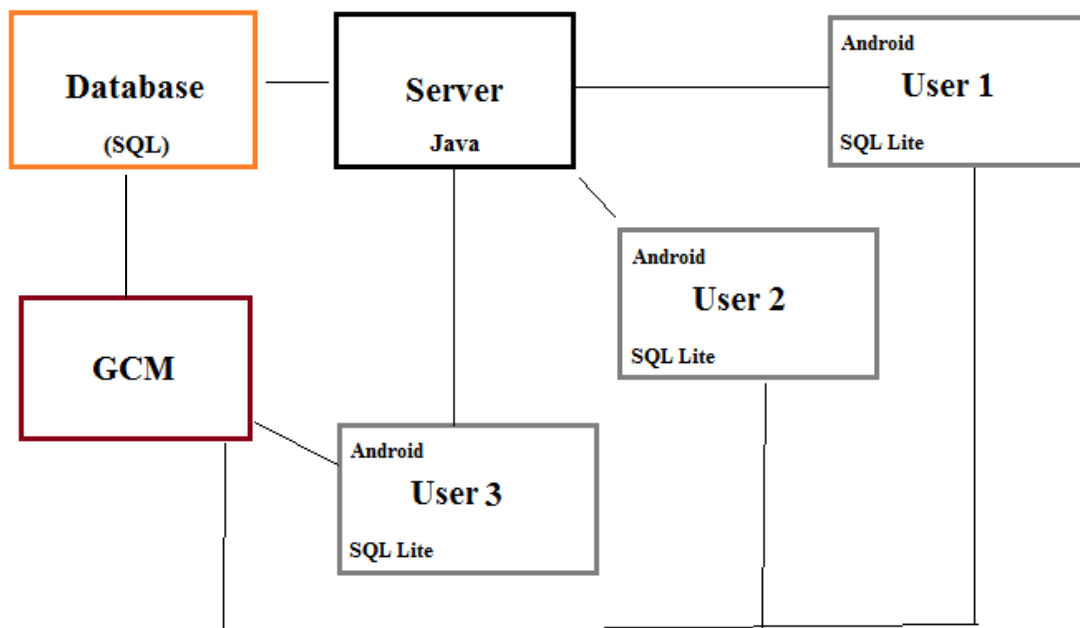 Database
(SQL)
Server
Java
Android
User 1
SQL Lite
Android
User 2
SQL Lite
GCM
Android
User 3
SQL Lite